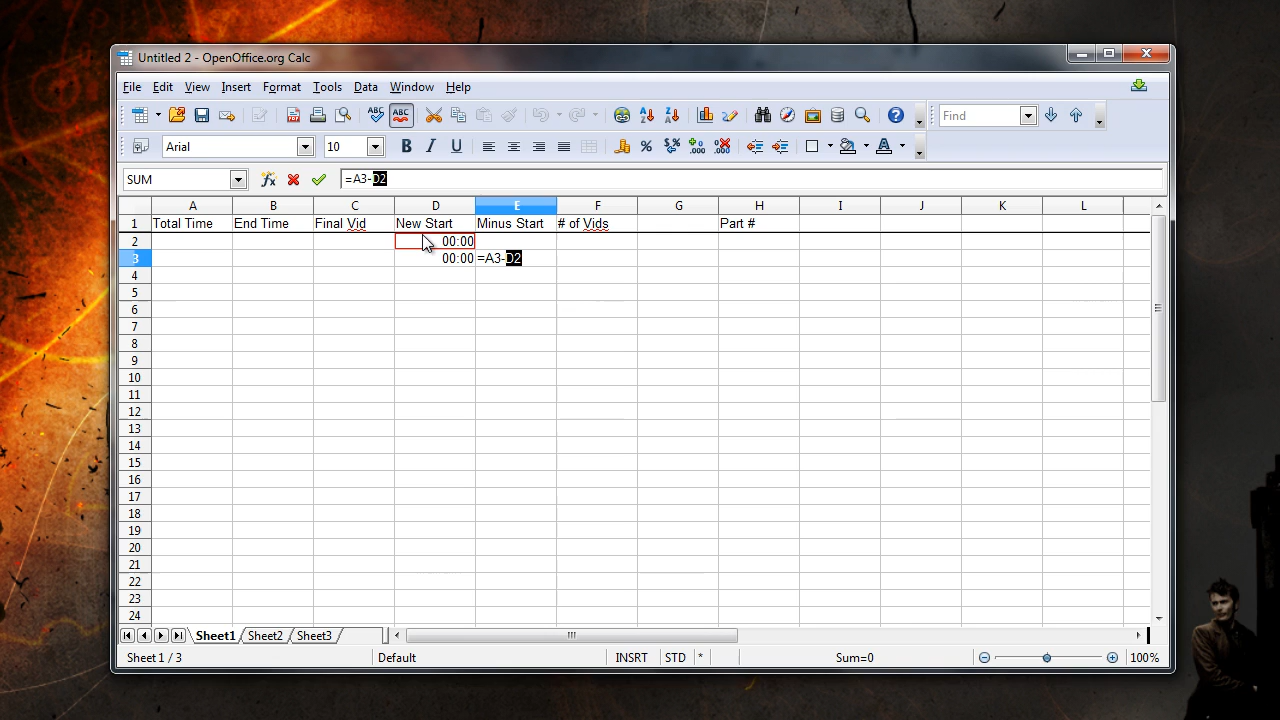 Untitled 2 - OpenOffice.org Calc
File Edit View Insert Format Tools Data Window Help
ABC ABC Find
Arial 10 B I U
SUM =A3-D2
A B C D E F G H I J K L
1 Total Time End Time Final Vid New Start Minus Start # of Vids Part #
2 00:00
3 00:00 =A3-D2
4
5
6
7
8
9
10
11
12
13
14
15
16
17
18
19
20
21
22
23
24
Sheet1 Sheet2 Sheet3
Sheet 1 / 3 Default INSRT STD * Sum=0 100%